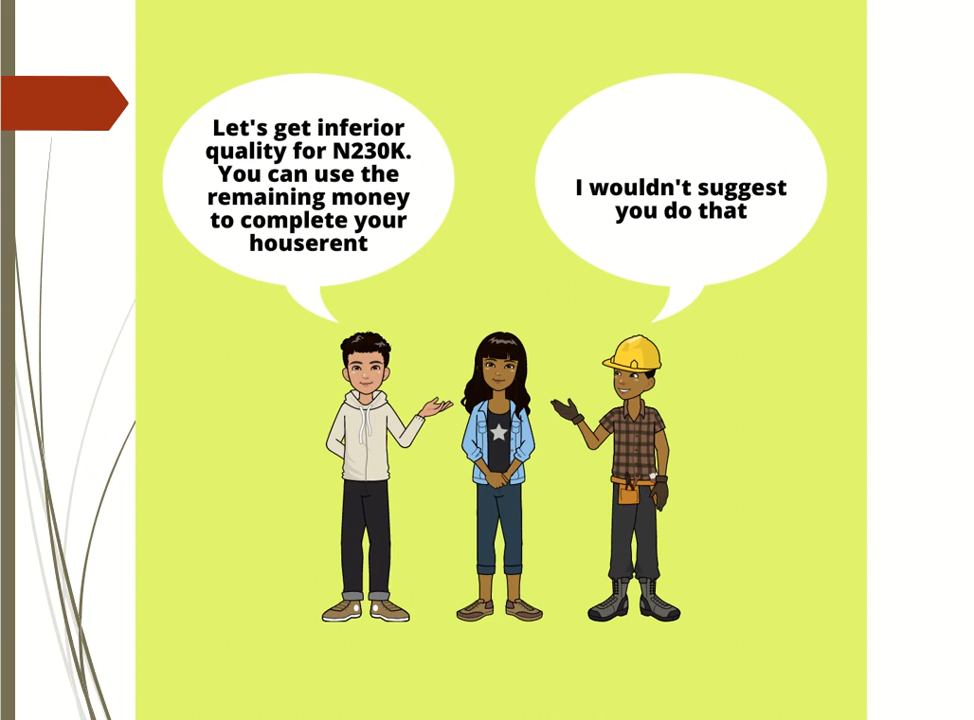 Let's get inferior
quality for N230K.
You can use the
remaining money
to complete your
houserent
I wouldn't suggest
you do that